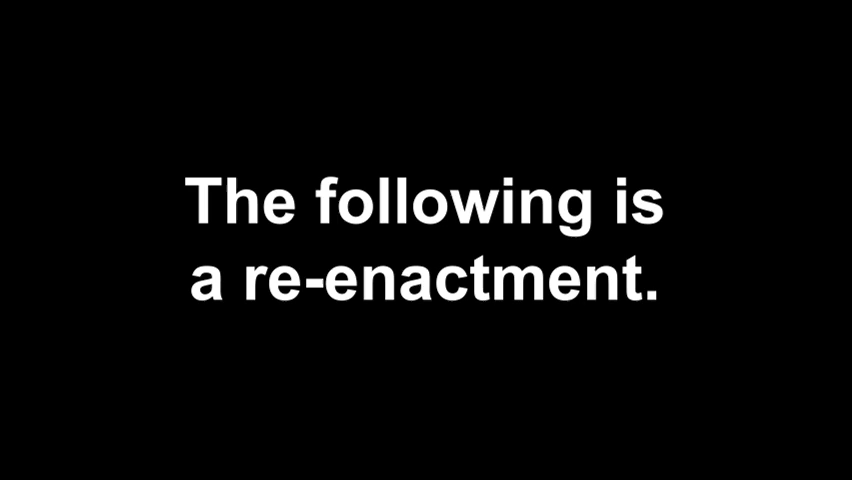 The following is
a re-enactment.